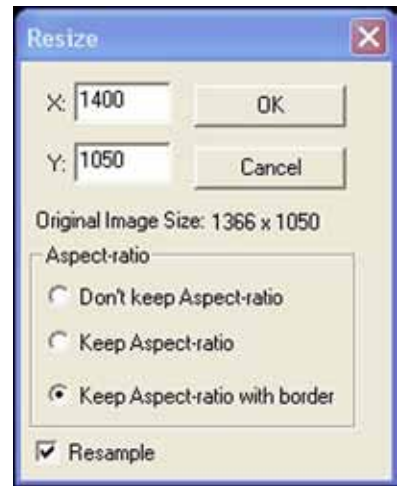 Resize
X: 1400 OK
Y: 1050 Cancel
Original Image Size: 1366 x 1050
Aspect-ratio
Don't keep Aspect-ratio
Keep Aspect-ratio
Keep Aspect-ratio with border
Resample